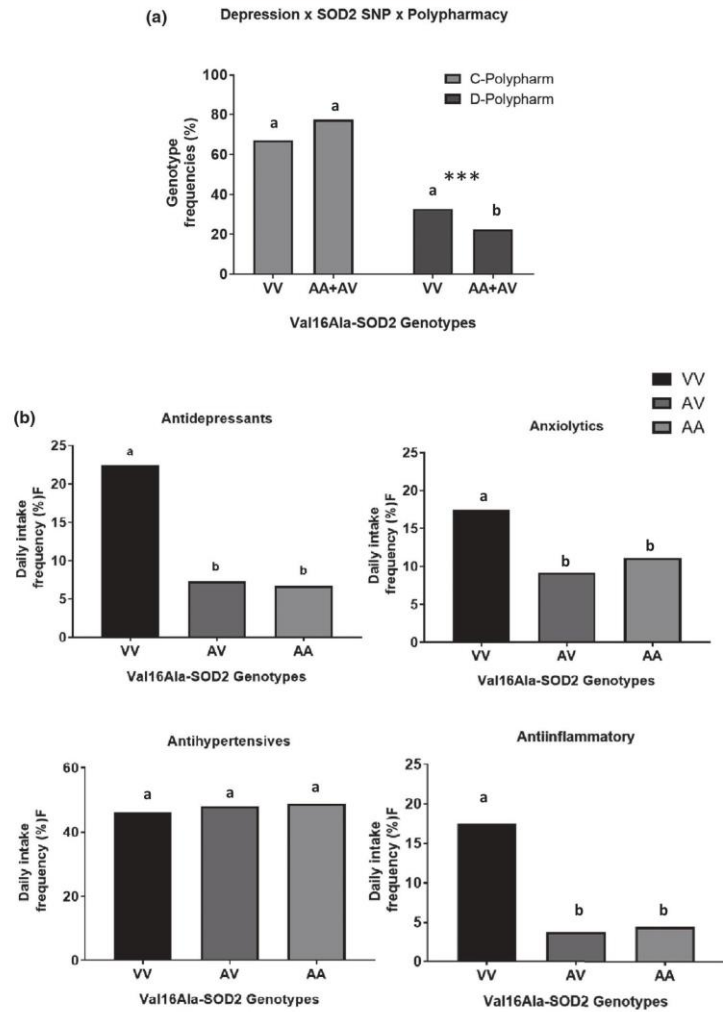 (a)
Depression x SOD2 SNP x Polypharmacy
C-Polypharm
D-Polypharm
Genotype
frequencies (%)
100
80
60
40
20
0
a
a
a
***
b
VV
AA+AV
VV
AA+AV
Val16Ala-SOD2 Genotypes
VV
AV
AA
(b)
Antidepressants
Daily intake
frequency (%)F
25
20
15
10
5
0
a
b
b
VV
AV
AA
Val16Ala-SOD2 Genotypes
Anxiolytics
Daily intake
frequency (%)F
25
20
15
10
5
0
a
b
b
VV
AV
AA
Val16Ala-SOD2 Genotypes
Antihypertensives
Daily intake
frequency (%)F
60
40
20
0
a
a
a
VV
AV
AA
Val16Ala-SOD2 Genotypes
Antiinflammatory
Daily intake
frequency (%)F
25
20
15
10
5
0
a
b
b
VV
AV
AA
Val16Ala-SOD2 Genotypes